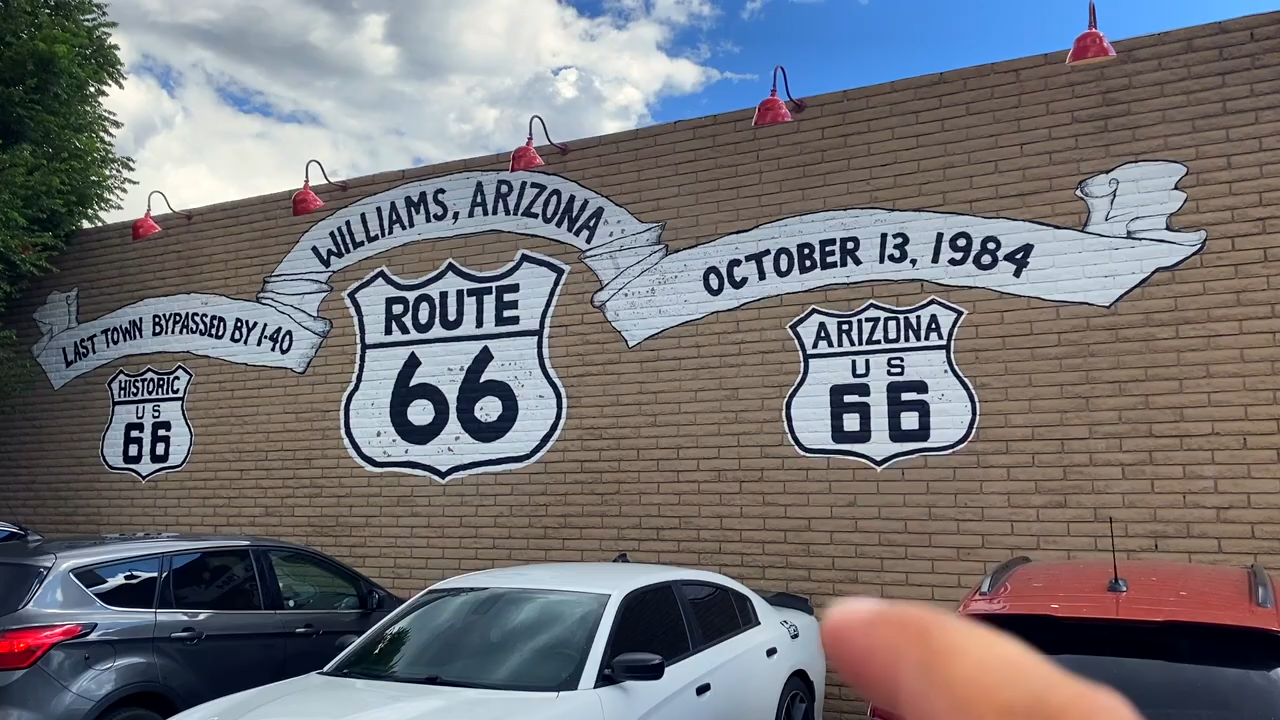 LAST TOWN BYPASSED BY I-40
WILLIAMS, ARIZONA
OCTOBER 13, 1984
HISTORIC
US
66
ROUTE
66
ARIZONA
US
66